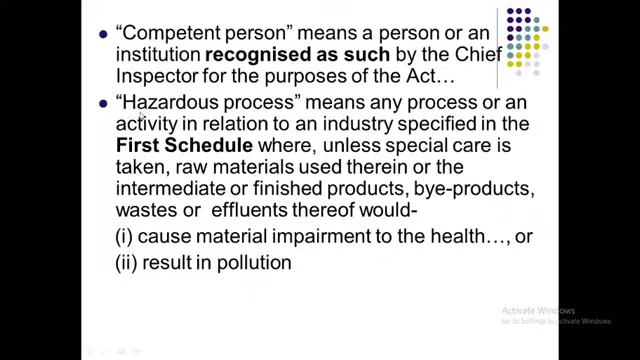 • “Competent person” means a person or an
institution recognised as such by the Chief
Inspector for the purposes of the Act…
• “Hazardous process” means any process or an
activity in relation to an industry specified in the
First Schedule where, unless special care is
taken, raw materials used therein or the
intermediate or finished products, bye-products,
wastes or effluents thereof would-
(i) cause material impairment to the health…, or
(ii) result in pollution
Activate Windows
Go to Settings to activate Windows.